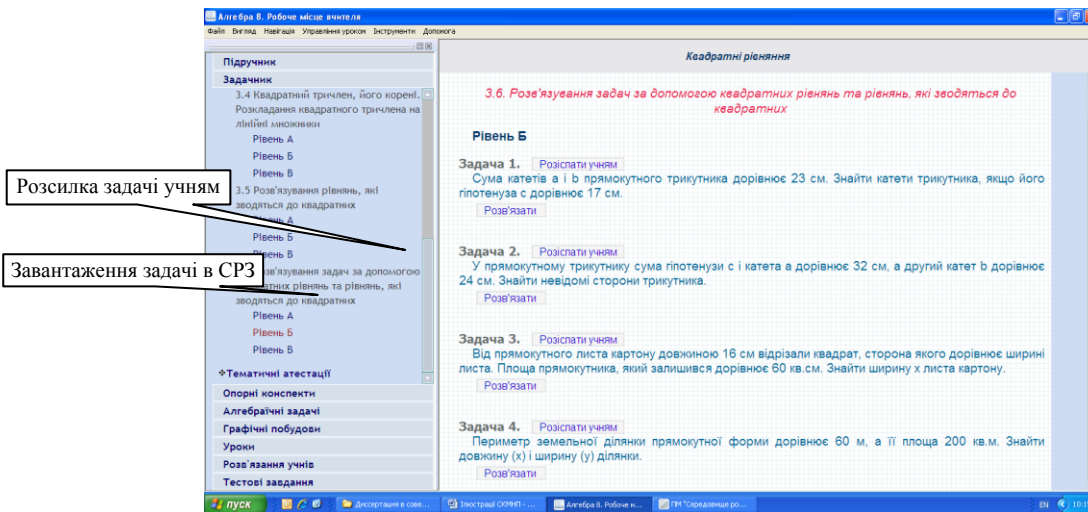 Алгебра 8. Робоче місце вчителя
Файл Вигляд Навігація Управління уроком Інструменти Допомога
Підручник
Задачник
3.4 Квадратний тричлен, його корені.
Розкладання квадратного тричлена на
лінійні множники
Рівень А
Рівень Б
Рівень В
3.5 Розв'язування рівнянь, які
зводяться до квадратних
Рівень А
Рівень Б
Рівень В
зв'язування задач за допомогою
атних рівнянь та рівнянь, які
зводяться до квадратних
Рівень А
Рівень Б
Рівень В
Тематичні атестації
Опорні конспекти
Алгебраїчні задачі
Графічні побудови
Уроки
Розв'язання учнів
Тестові завдання
Розсилка задачі учням
Завантаження задачі в СРЗ
Квадратні рівняння
3.6. Розв'язування задач за допомогою квадратних рівнянь та рівнянь, які зводяться до
квадратних
Рівень Б
Задача 1. Розіслати учням
Сума катетів a і b прямокутного трикутника дорівнює 23 см. Знайти катети трикутника, якщо його
гіпотенуза c дорівнює 17 см.
Розв'язати
Задача 2. Розіслати учням
У прямокутному трикутнику сума гіпотенузи c і катета a дорівнює 32 см, а другий катет b дорівнює
24 см. Знайти невідомі сторони трикутника.
Розв'язати
Задача 3. Розіслати учням
Від прямокутного листа картону довжиною 16 см відрізали квадрат, сторона якого дорівнює ширині
листа. Площа прямокутника, який залишився дорівнює 60 кв.см. Знайти ширину x листа картону.
Розв'язати
Задача 4. Розіслати учням
Периметр земельної ділянки прямокутної форми дорівнює 60 м, а її площа 200 кв.м. Знайти
довжину (x) і ширину (y) ділянки.
Розв'язати
пуск
Диссертация в сове...
Ілюстрації СКМНП - ...
Алгебра 8. Робоче м...
ПМ "Середовище ро...
EN